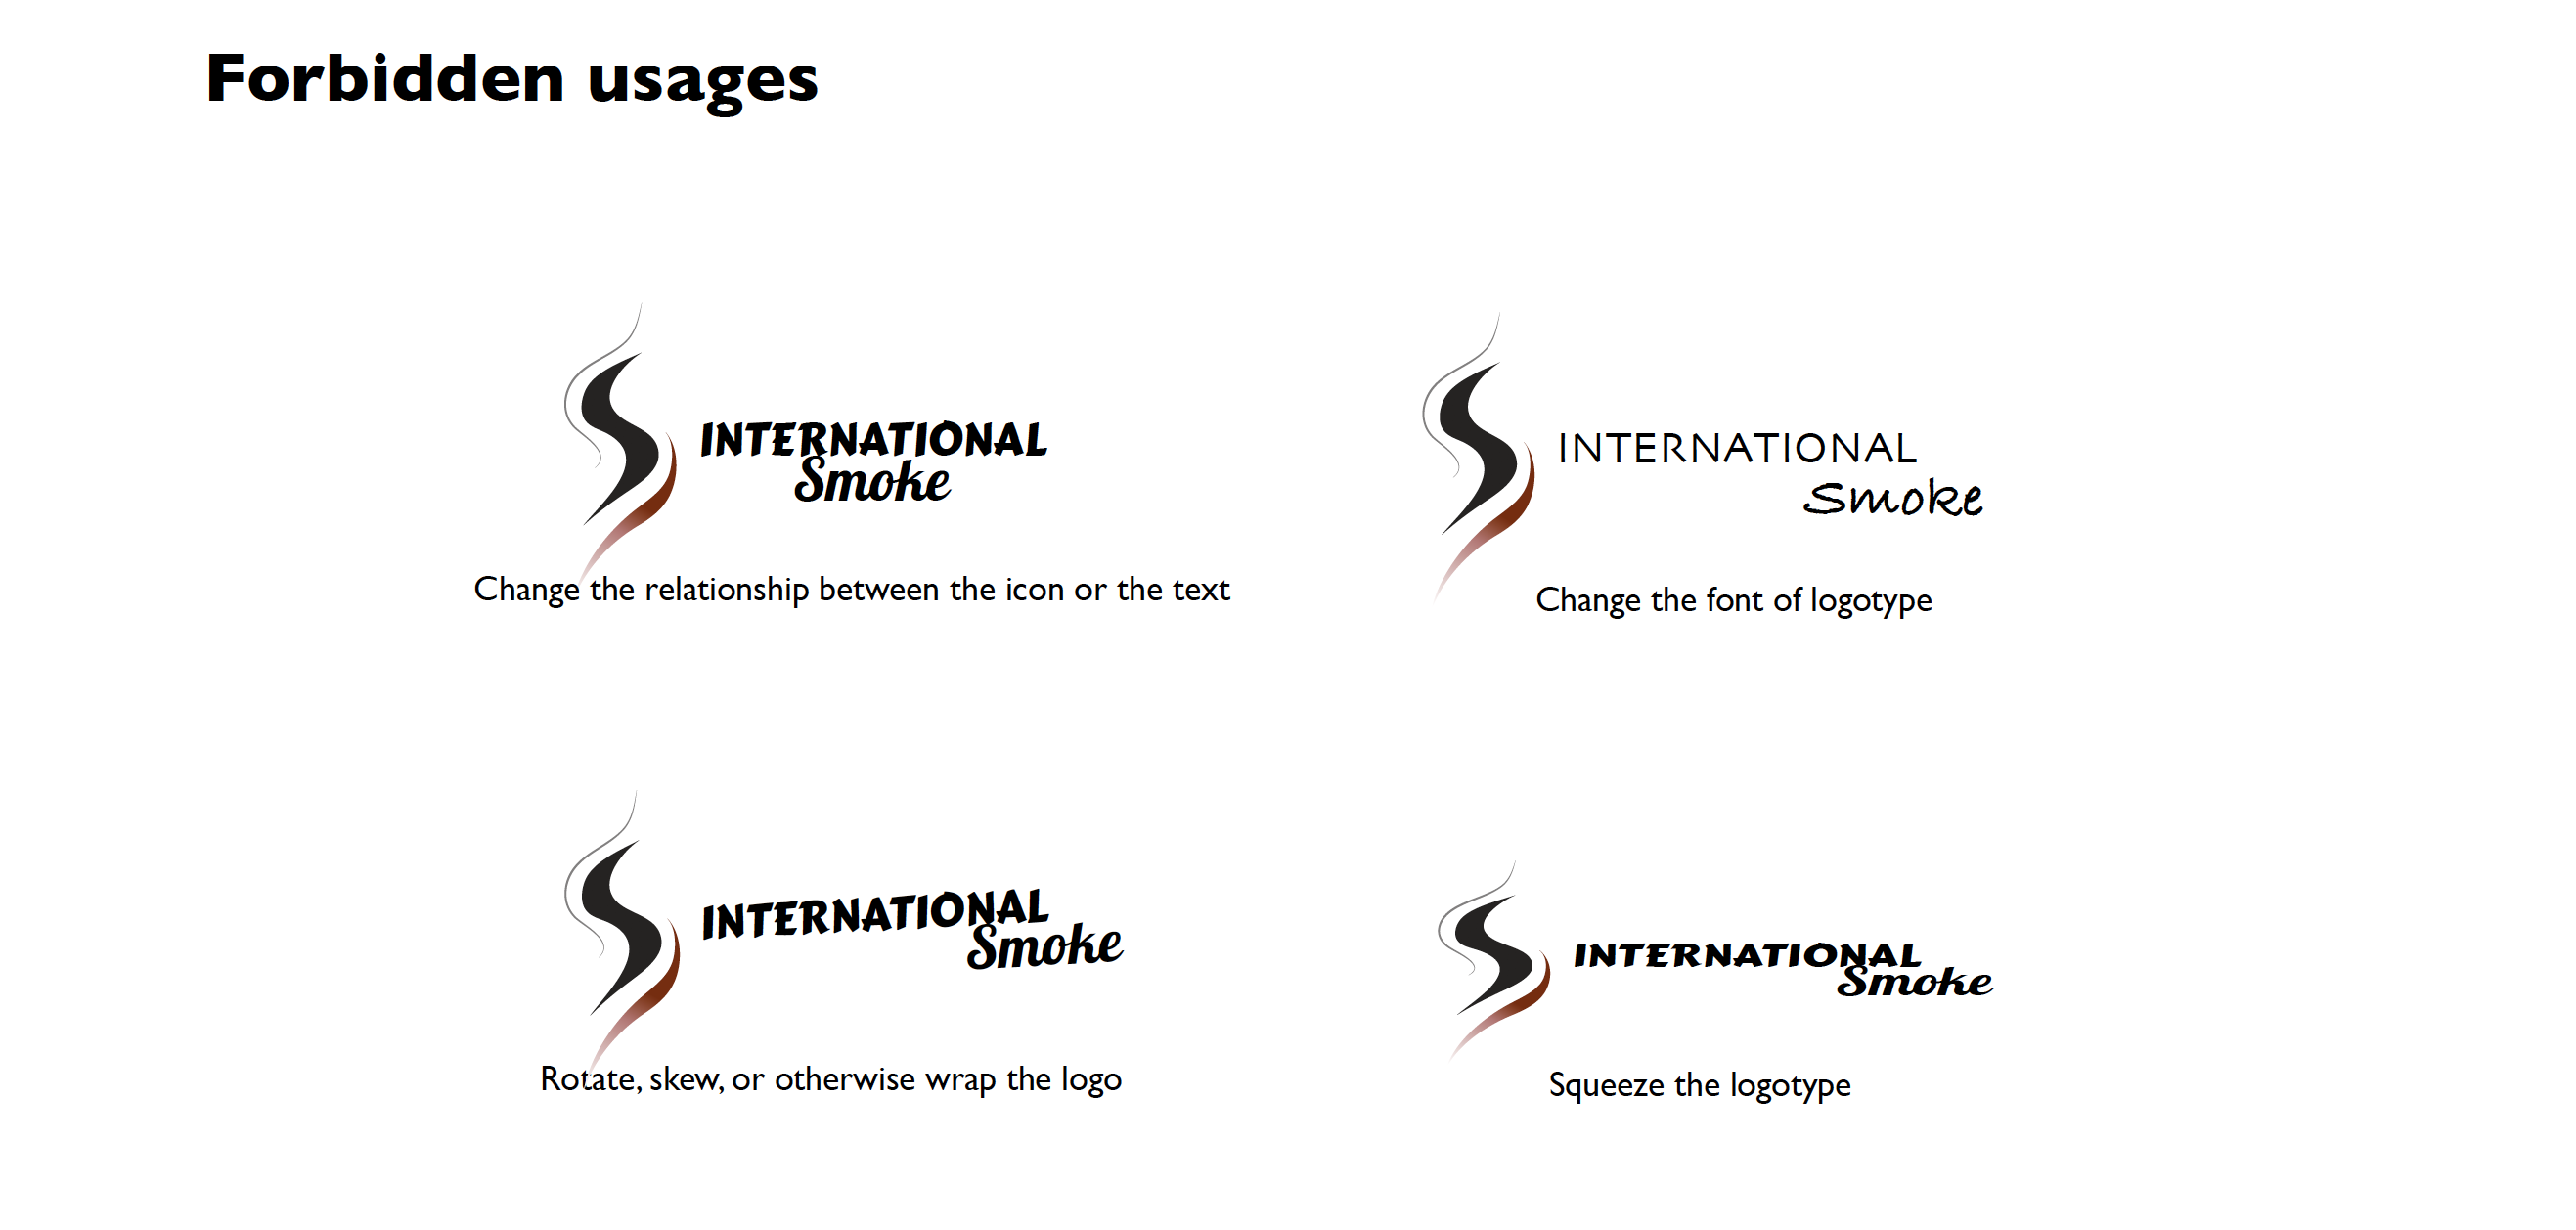 Forbidden usages
INTERNATIONAL
Smoke
Change the relationship between the icon or the text
INTERNATIONAL
Smoke
Change the font of logotype
INTERNATIONAL
Smoke
Rotate, skew, or otherwise wrap the logo
INTERNATIONAL
Smoke
Squeeze the logotype